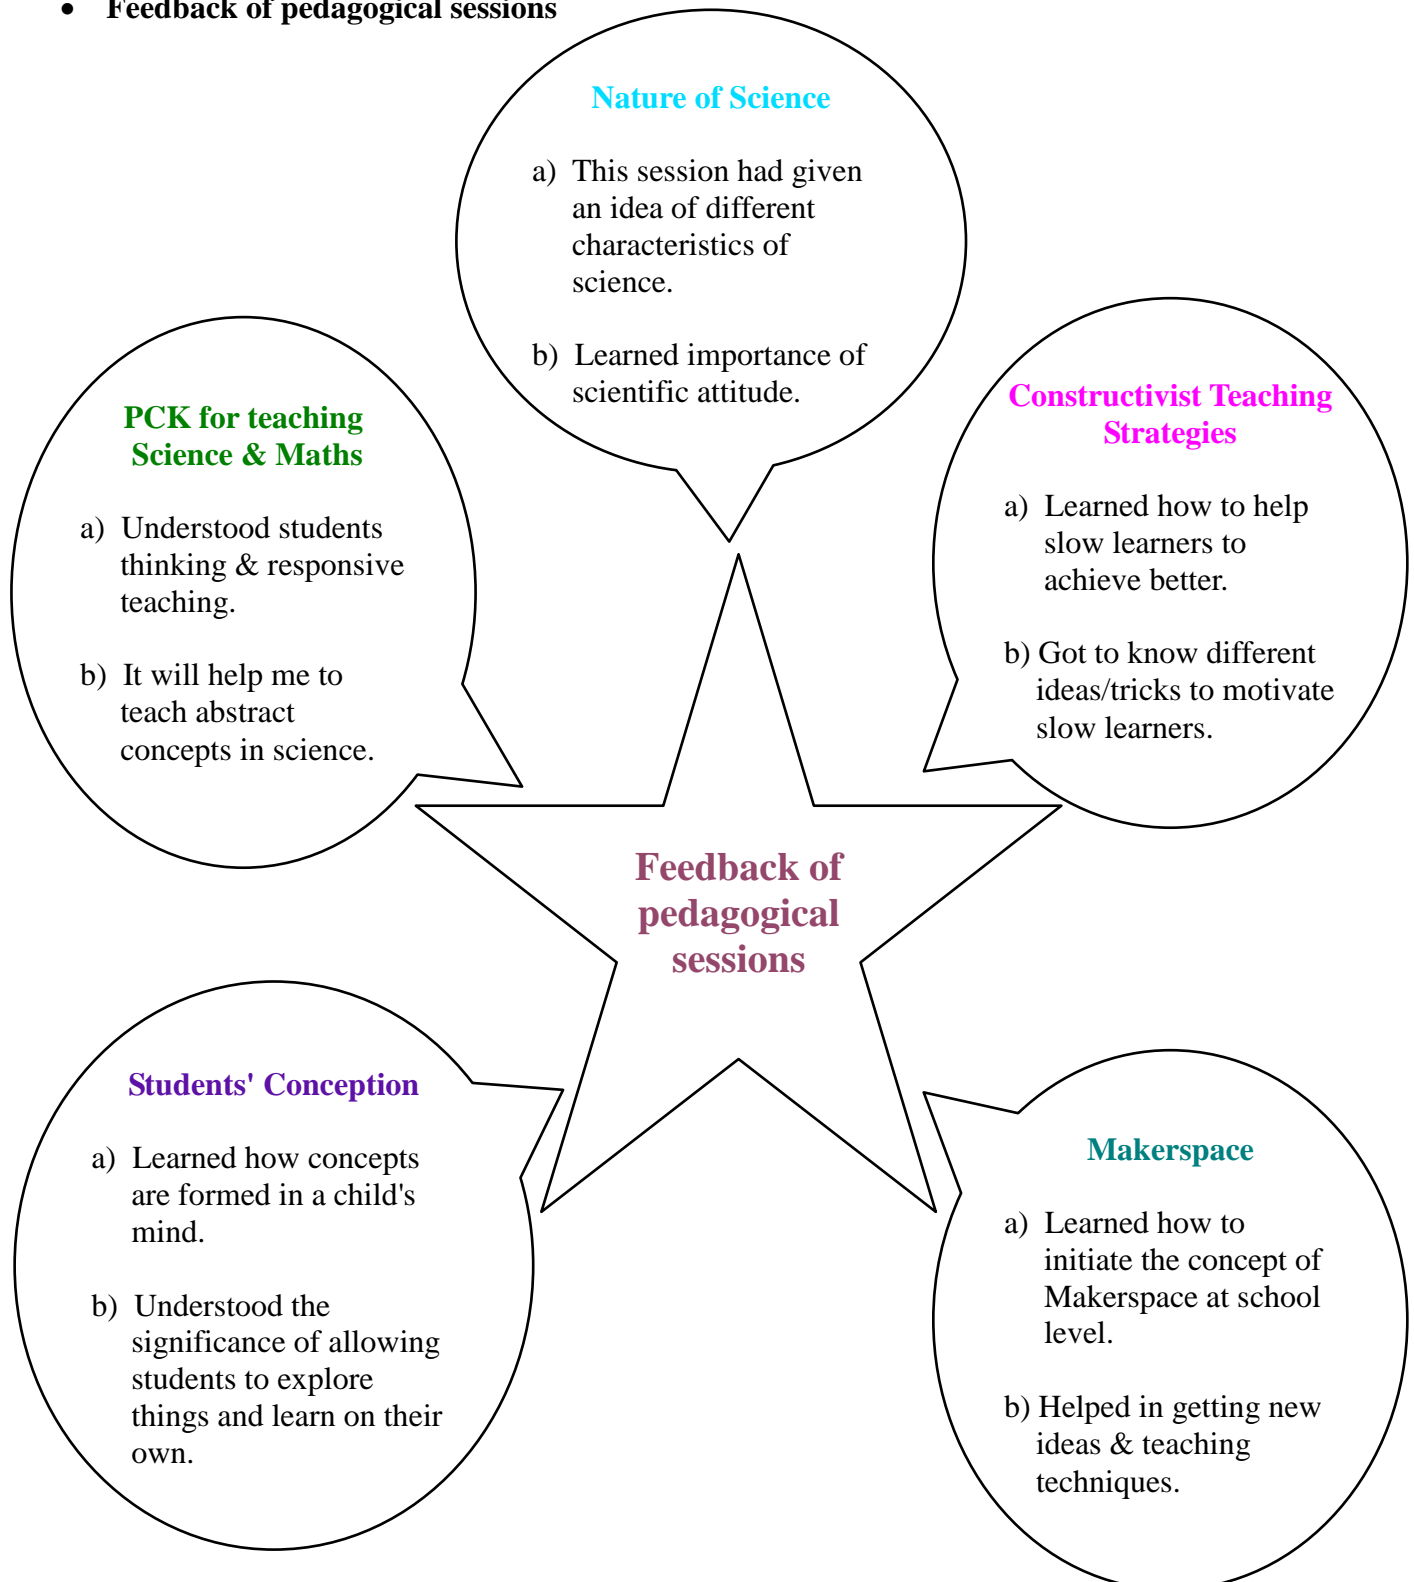 • Feedback of pedagogical sessions
Nature of Science
a) This session had given
an idea of different
characteristics of
science.
b) Learned importance of
scientific attitude.
PCK for teaching
Science & Maths
a) Understood students
thinking & responsive
teaching.
b) It will help me to
teach abstract
concepts in science.
Constructivist Teaching
Strategies
a) Learned how to help
slow learners to
achieve better.
b) Got to know different
ideas/tricks to motivate
slow learners.
Feedback of
pedagogical
sessions
Students' Conception
a) Learned how concepts
are formed in a child's
mind.
b) Understood the
significance of allowing
students to explore
things and learn on their
own.
Makerspace
a) Learned how to
initiate the concept of
Makerspace at school
level.
b) Helped in getting new
ideas & teaching
techniques.